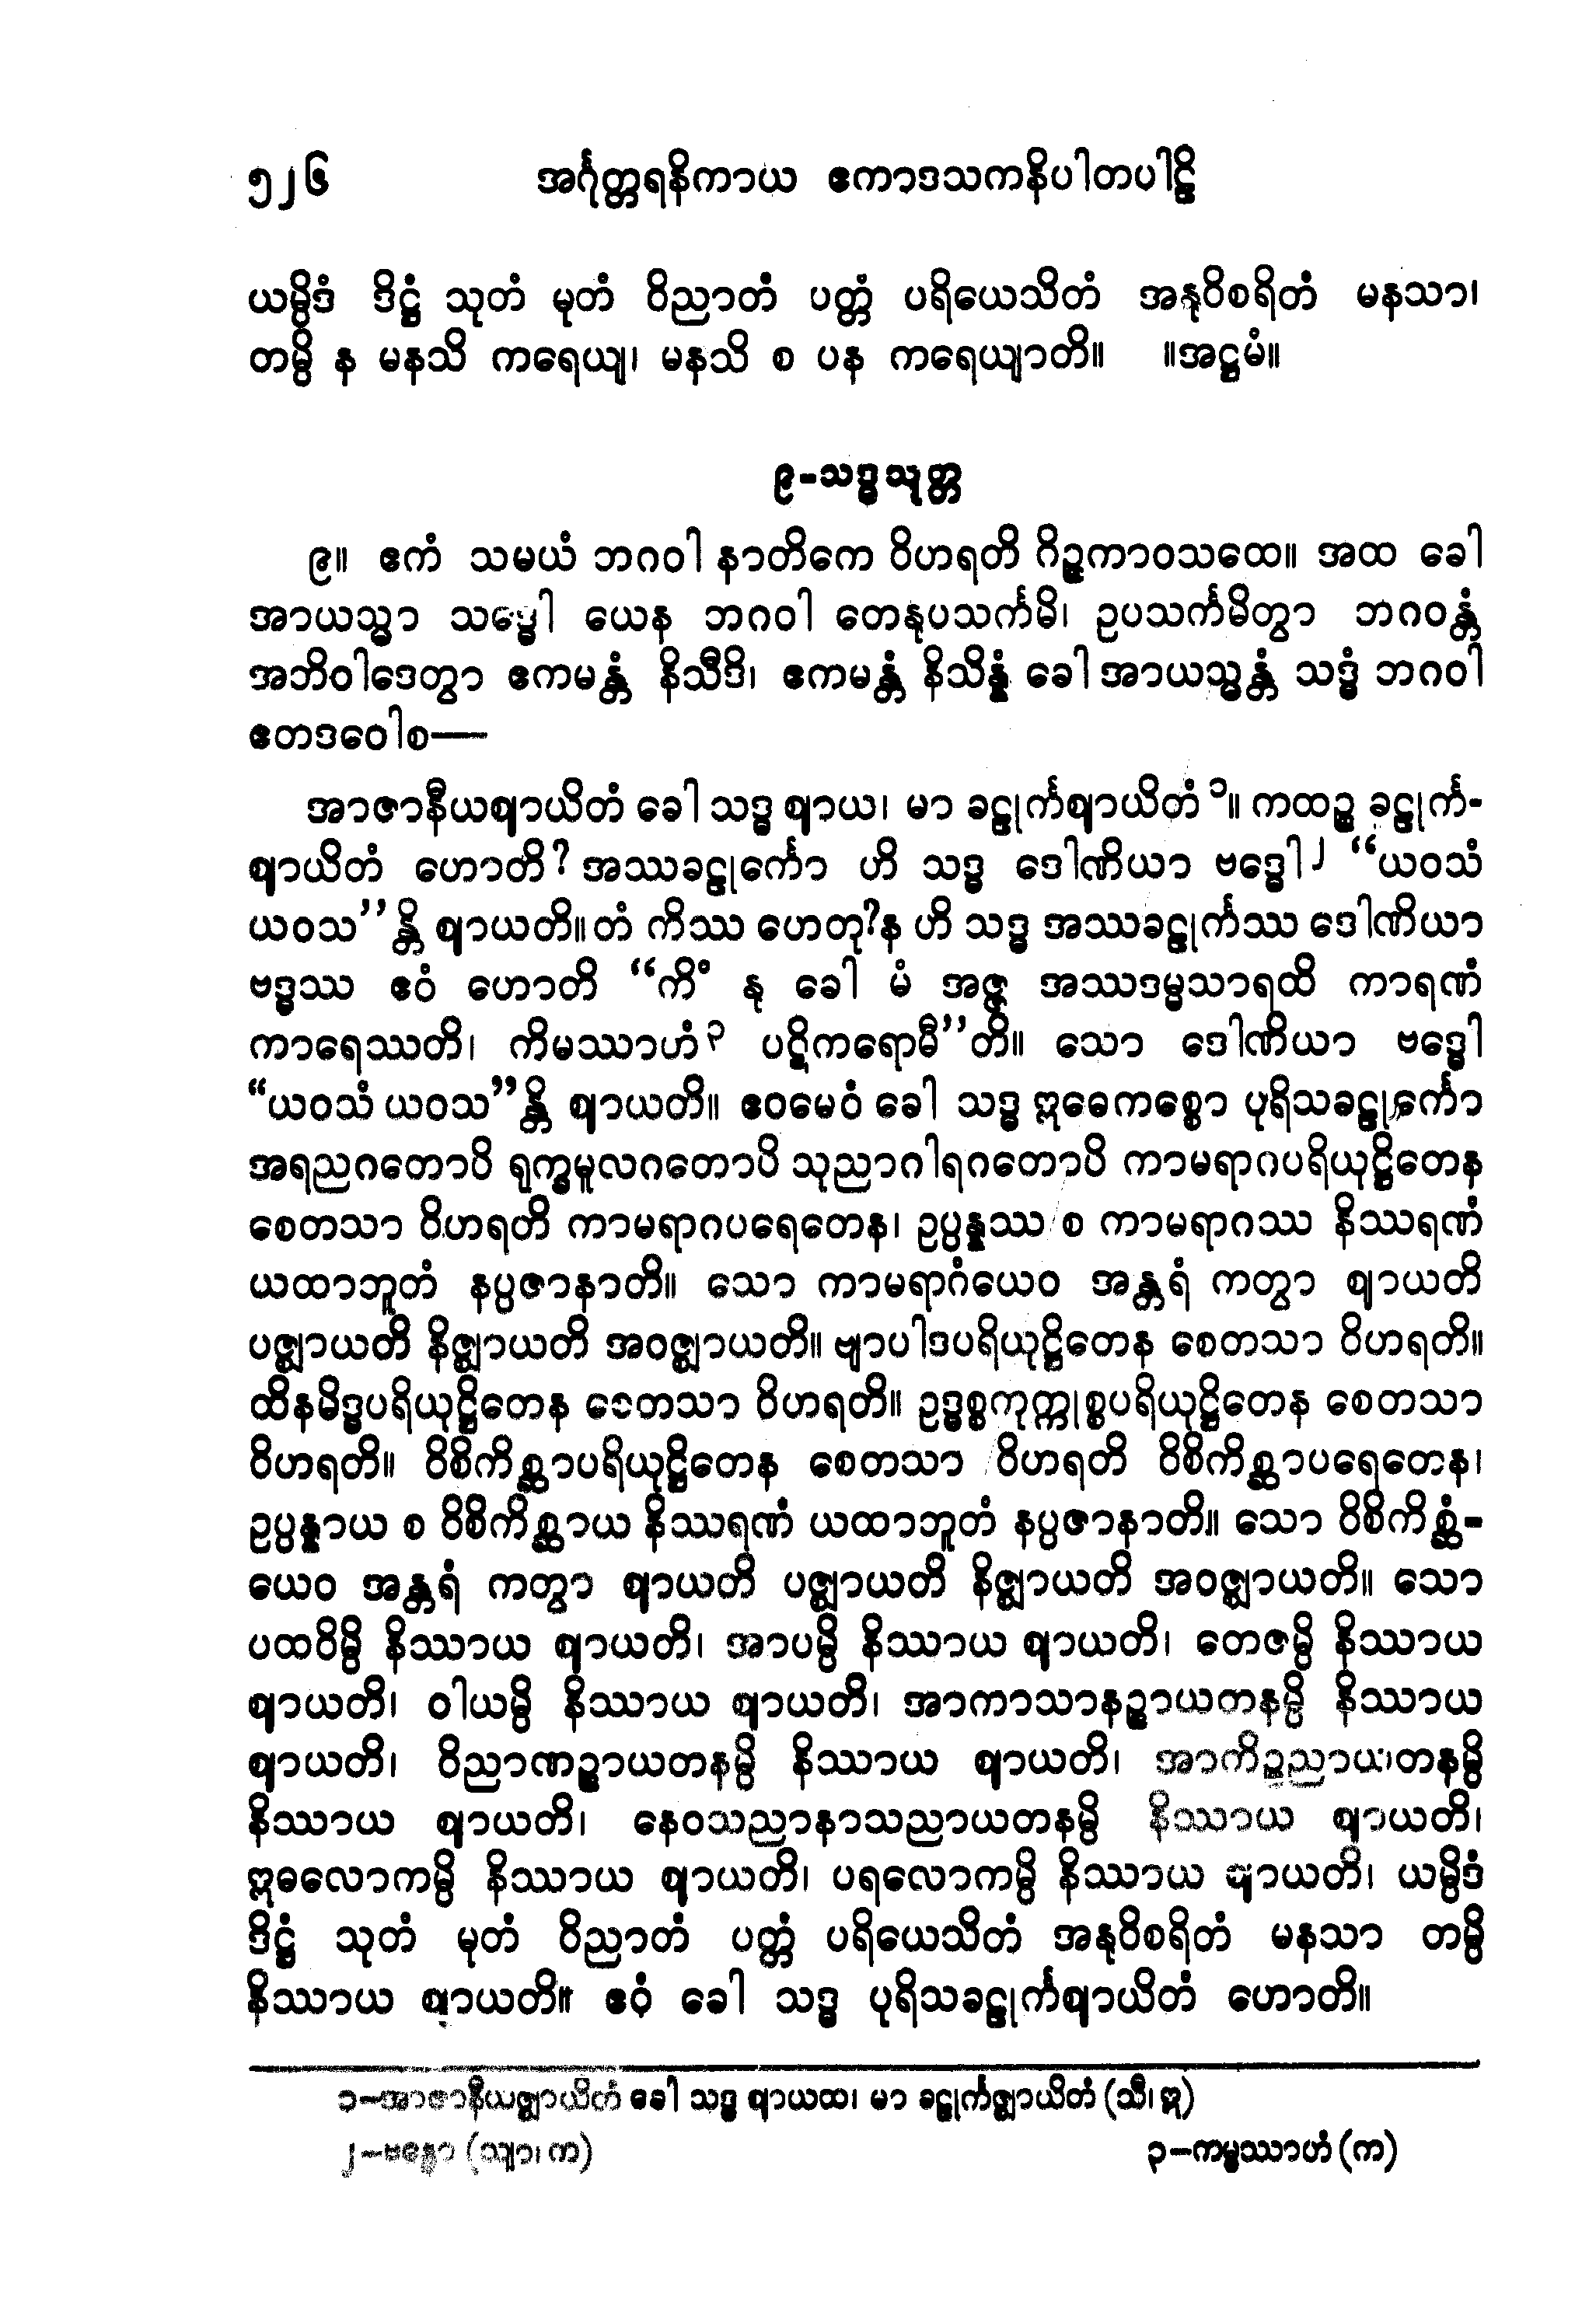 ၅၂၆ အင်္ဂုတ္တရနိကာယ ဧကာဒသကနိပါတပါဠိ
ယမ္ပိဒံ ဒိဋ္ဌံ သုတံ မုတံ ဝိညာတံ ပတ္တံ ပရိယေသိတံ အနုဝိစရိတံ မနသာ၊
တမ္ပိ န မနသိ ကရေယျ၊ မနသိ စ ပန ကရေယျာတိ။ ။အဋ္ဌမံ။
၉-သဒ္ဓသုတ္တ
၉။ ဧကံ သမယံ ဘဂဝါ နာတိကေ ဝိဟရတိ ဂိဉ္ဇကာဝသထေ။ အထ ခေါ
အာယသ္မာ သဒ္ဓေါ ယေန ဘဂဝါ တေနုပသင်္ကမိ၊ ဥပသင်္ကမိတွာ ဘဂဝန္တံ
အဘိဝါဒေတွာ ဧကမန္တံ နိသီဒိ၊ ဧကမန္တံ နိသိန္နံ ခေါ အာယသ္မန္တံ သဒ္ဓံ ဘဂဝါ
ဧတဒဝေါစ—
အာဇာနီယဈာယိတံ ခေါ သဒ္ဓ ဈာယ၊ မာ ခဠုင်္ကဈာယိတံ ၁။ ကထဉ္စ ခဠုင်္က-
ဈာယိတံ ဟောတိ? အဿခဠုင်္ကော ဟိ သဒ္ဓ ဒေါဏိယာ ဗဒ္ဓေါ ၂ “ယဝသံ
ယဝသ”န္တိ ဈာယတိ။ တံ ကိဿ ဟေတု?န ဟိ သဒ္ဓ အဿခဠုင်္ကဿ ဒေါဏိယာ
ဗဒ္ဓဿ ဧဝံ ဟောတိ “ကိံ နု ခေါ မံ အဇ္ဇ အဿဒမ္မသာရထိ ကာရဏံ
ကာရေဿတိ၊ ကိမဿာဟံ ၃ ပဋိကရောမီ”တိ။ သော ဒေါဏိယာ ဗဒ္ဓေါ
“ယဝသံ ယဝသ”န္တိ ဈာယတိ။ ဧဝမေဝံ ခေါ သဒ္ဓ ဣဓေကစ္စော ပုရိသခဠုင်္ကော
အရညဂတောပိ ရုက္ခမူလဂတောပိ သုညာဂါရဂတောပိ ကာမရာဂပရိယုဋ္ဌိတေန
စေတသာ ဝိဟရတိ ကာမရာဂပရေတေန၊ ဥပ္ပန္နဿ စ ကာမရာဂဿ နိဿရဏံ
ယထာဘူတံ နပ္ပဇာနာတိ။ သော ကာမရာဂံယေဝ အန္တရံ ကတွာ ဈာယတိ
ပဇ္ဈာယတိ နိဇ္ဈာယတိ အဝဇ္ဈာယတိ။ ဗျာပါဒပရိယုဋ္ဌိတေန စေတသာ ဝိဟရတိ။
ထိနမိဒ္ဓပရိယုဋ္ဌိတေန စေတသာ ဝိဟရတိ။ ဥဒ္ဓစ္စကုက္ကုစ္စပရိယုဋ္ဌိတေန စေတသာ
ဝိဟရတိ။ ဝိစိကိစ္ဆာပရိယုဋ္ဌိတေန စေတသာ ဝိဟရတိ ဝိစိကိစ္ဆာပရေတေန၊
ဥပ္ပန္နာယ စ ဝိစိကိစ္ဆာယ နိဿရဏံ ယထာဘူတံ နပ္ပဇာနာတိ။ သော ဝိစိကိစ္ဆံ-
ယေဝ အန္တရံ ကတွာ ဈာယတိ ပဇ္ဈာယတိ နိဇ္ဈာယတိ အဝဇ္ဈာယတိ။ သော
ပထဝိမ္ပိ နိဿာယ ဈာယတိ၊ အာပမ္ပိ နိဿာယ ဈာယတိ၊ တေဇမ္ပိ နိဿာယ
ဈာယတိ၊ ဝါယမ္ပိ နိဿာယ ဈာယတိ၊ အာကာသာနဉ္စာယတနမ္ပိ နိဿာယ
ဈာယတိ၊ ဝိညာဏဉ္စာယတနမ္ပိ နိဿာယ ဈာယတိ၊ အာကိဉ္စညာယတနမ္ပိ
နိဿာယ ဈာယတိ၊ နေဝသညာနာသညာယတနမ္ပိ နိဿာယ ဈာယတိ၊
ဣဓလောကမ္ပိ နိဿာယ ဈာယတိ၊ ပရလောကမ္ပိ နိဿာယ ဈာယတိ၊ ယမ္ပိဒံ
ဒိဋ္ဌံ သုတံ မုတံ ဝိညာတံ ပတ္တံ ပရိယေသိတံ အနုဝိစရိတံ မနသာ တမ္ပိ
နိဿာယ ဈာယတိ။ ဧဝံ ခေါ သဒ္ဓ ပုရိသခဠုင်္ကဈာယိတံ ဟောတိ။
၁-အာဇာနီယဇ္ဈာယိတံ ခေါ သဒ္ဓ ဈာယထ၊ မာ ခဠုင်္ကဇ္ဈာယိတံ (သီ၊ ဣ)
၂-ဗန္ဓော (သျာ၊ က) ၃-ကမ္မဿာဟံ (က)